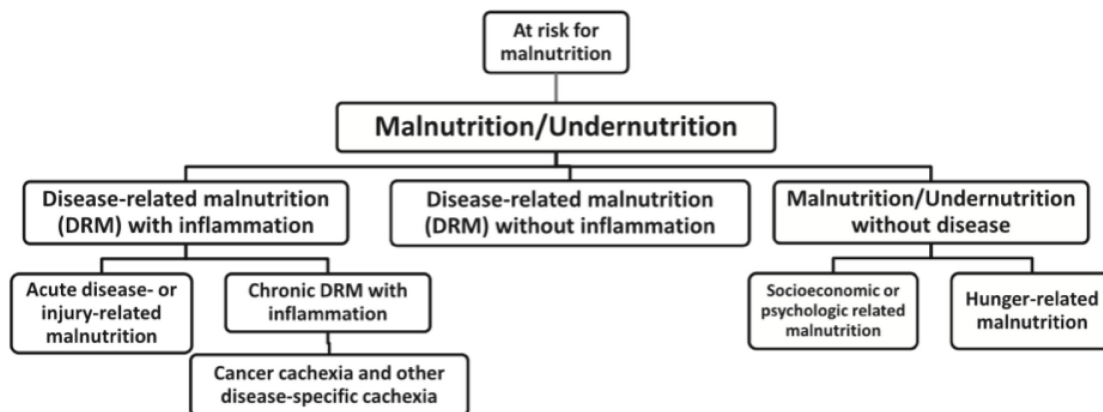 At risk for
malnutrition
Malnutrition/Undernutrition
Disease-related malnutrition
(DRM) with inflammation
Disease-related malnutrition
(DRM) without inflammation
Malnutrition/Undernutrition
without disease
Acute disease- or
injury-related
malnutrition
Chronic DRM with
inflammation
Socioeconomic or
psychologic related
malnutrition
Hunger-related
malnutrition
Cancer cachexia and other
disease-specific cachexia